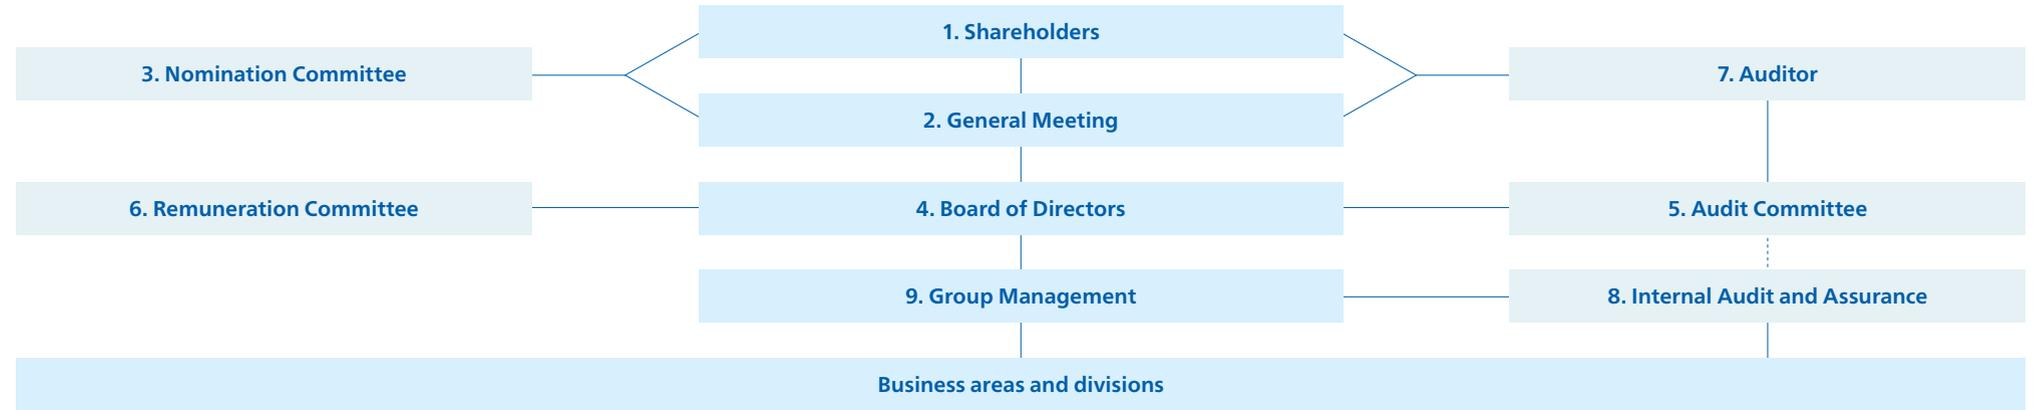 1. Shareholders
3. Nomination Committee
7. Auditor
2. General Meeting
6. Remuneration Committee
4. Board of Directors
5. Audit Committee
9. Group Management
8. Internal Audit and Assurance
Business areas and divisions